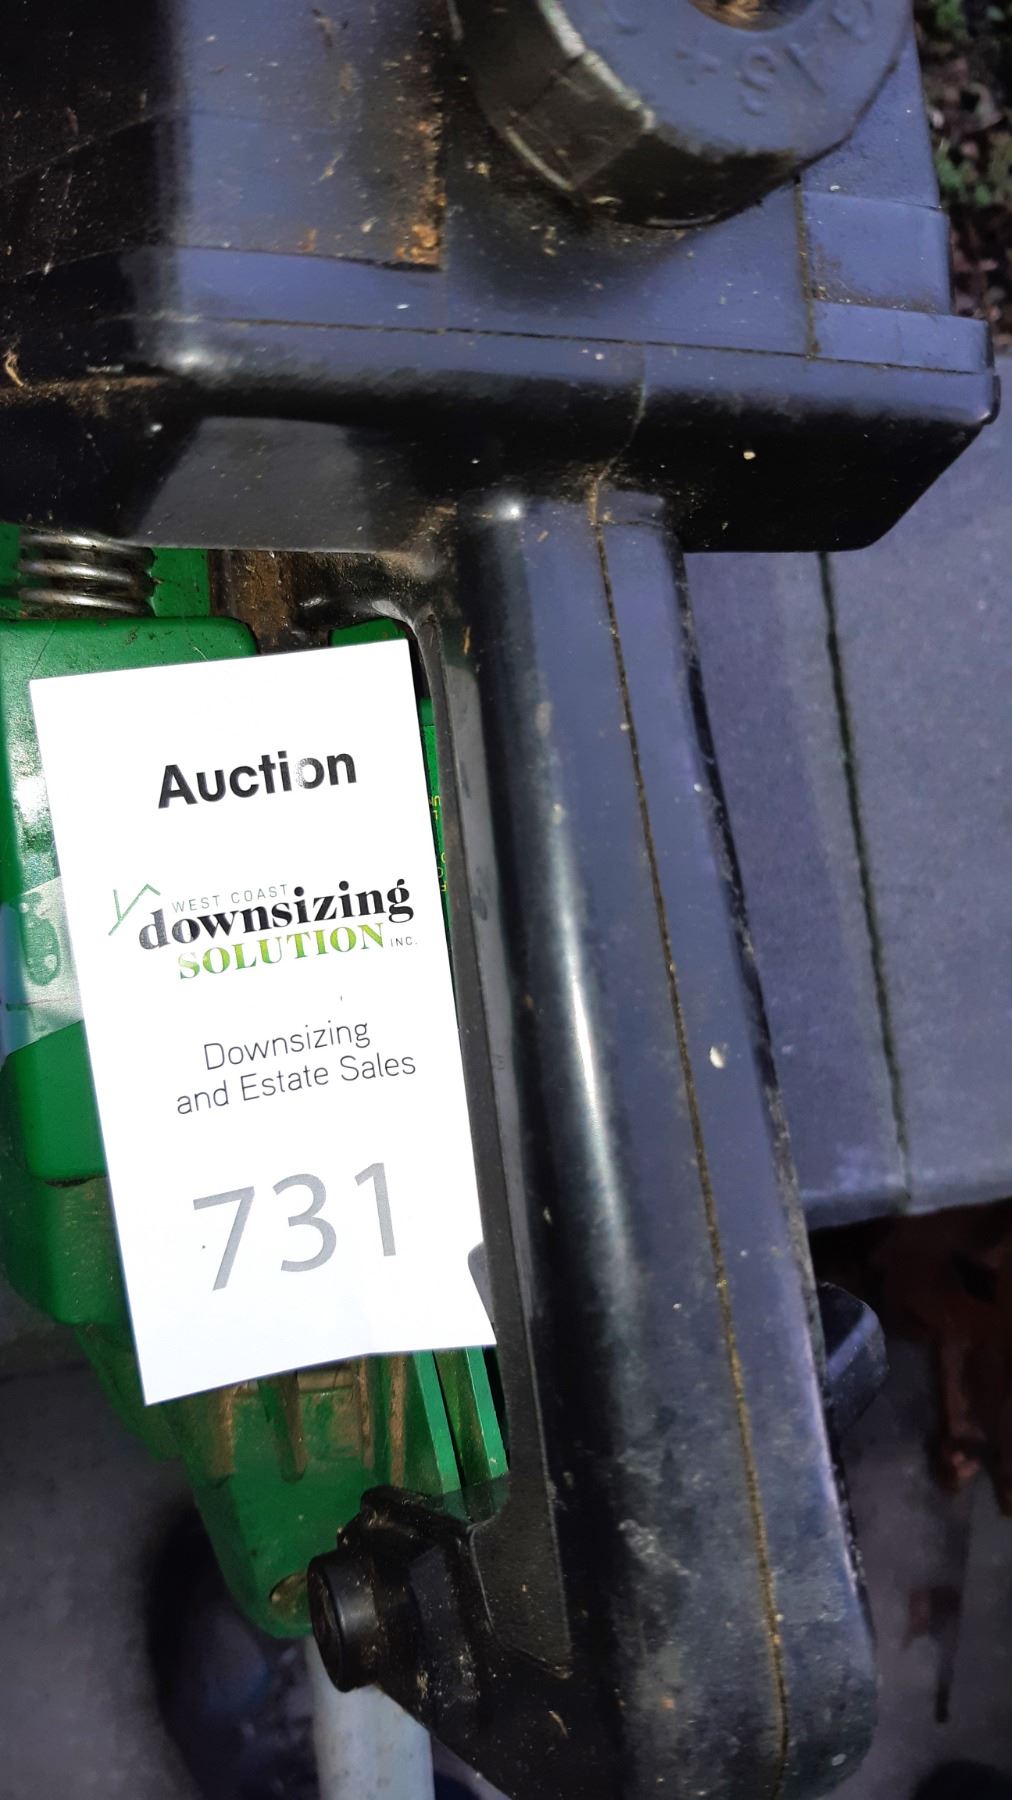 Auction
WEST COAST
downsizing
SOLUTION INC.
Downsizing
and Estate Sales
731